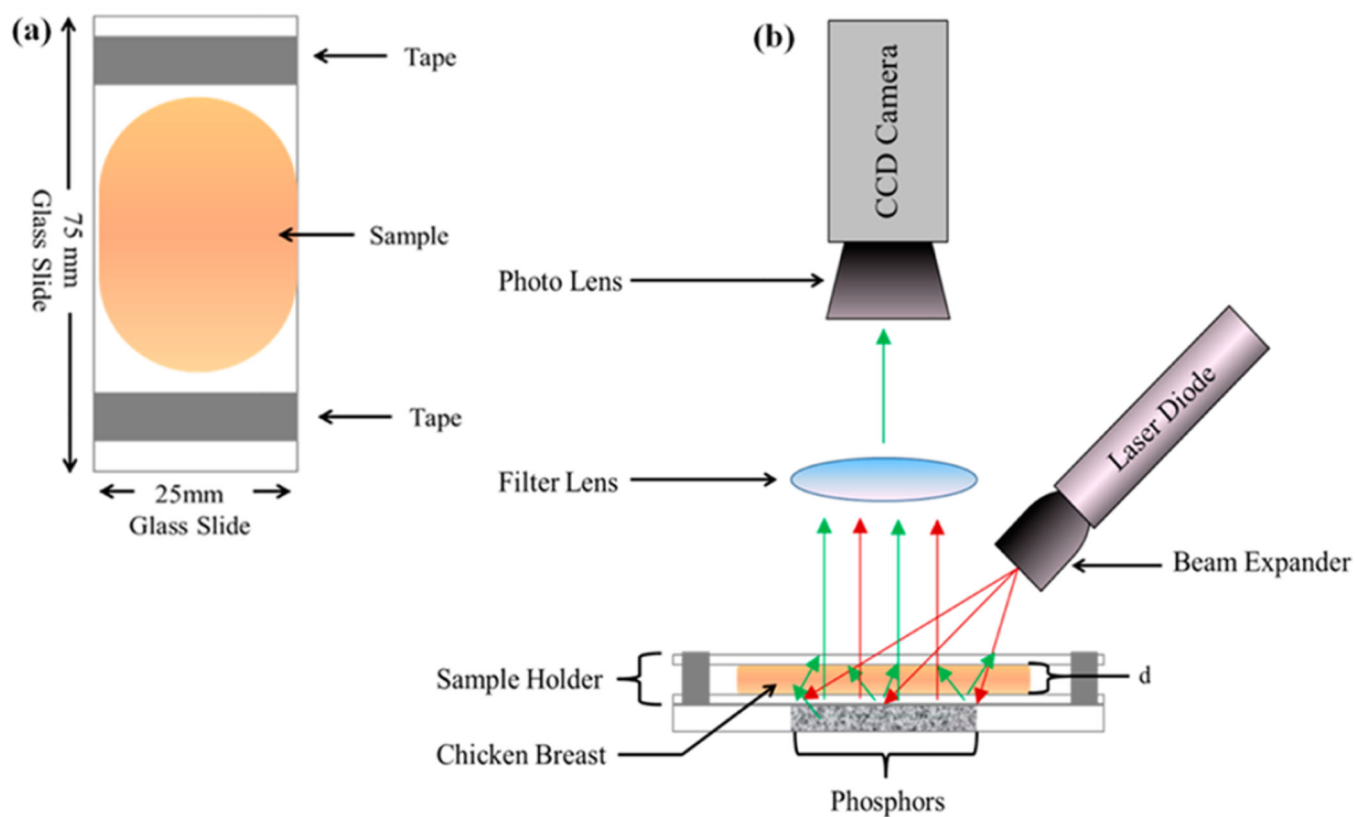 (a)
Tape
Sample
Tape
75 mm
Glass Slide
25mm
Glass Slide
(b)
CCD Camera
Photo Lens
Laser Diode
Filter Lens
Beam Expander
Sample Holder
d
Chicken Breast
Phosphors